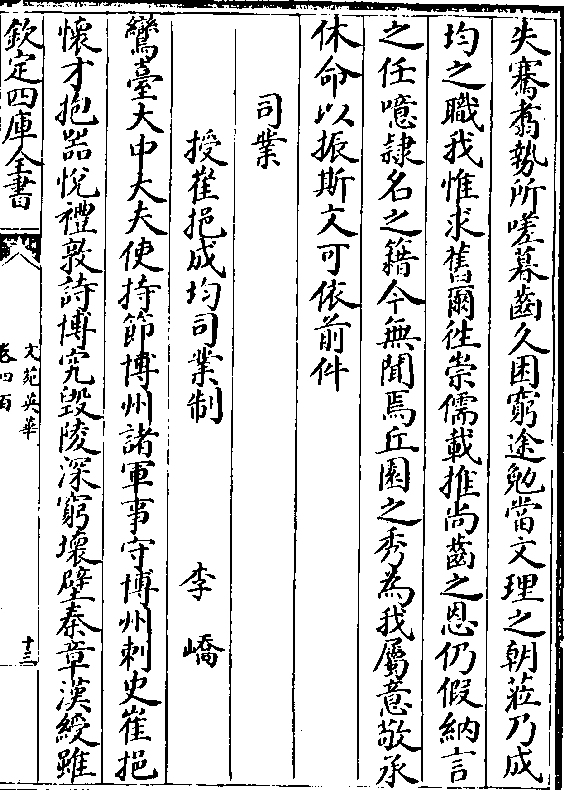 失騫翥勢所嗟暮齒久困窮途勉當文理之朝蒞乃成
均之職我惟求舊爾往崇儒載推尚齒之恩仍假納言
之任噫隸名之籍今無聞焉丘園之秀為我屬意敬承
休命以振斯文可依前件
司業
授崔挹成均司業制 李嶠
鸞臺大中大夫使持節博州諸軍事守博州刺史崔挹
懷才抱器悅禮敦詩博究毀陵深窮壞壁秦章漢綬雖
欽定四庫全書
文苑英華
卷四百
十三